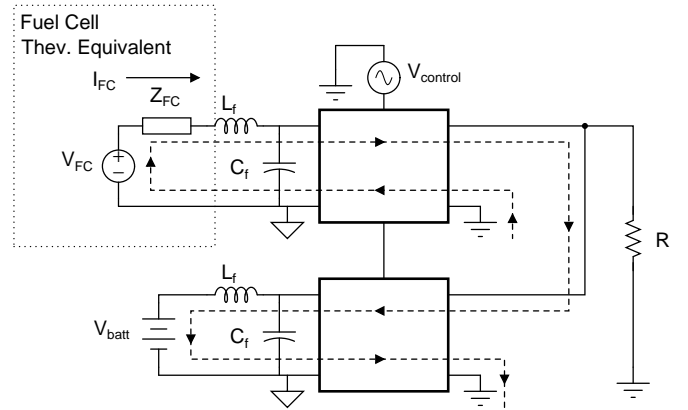 Fuel Cell
Thev. Equivalent
I_FC
Z_FC
L_f
V_control
V_FC
+
−
C_f
R
L_f
V_batt
C_f